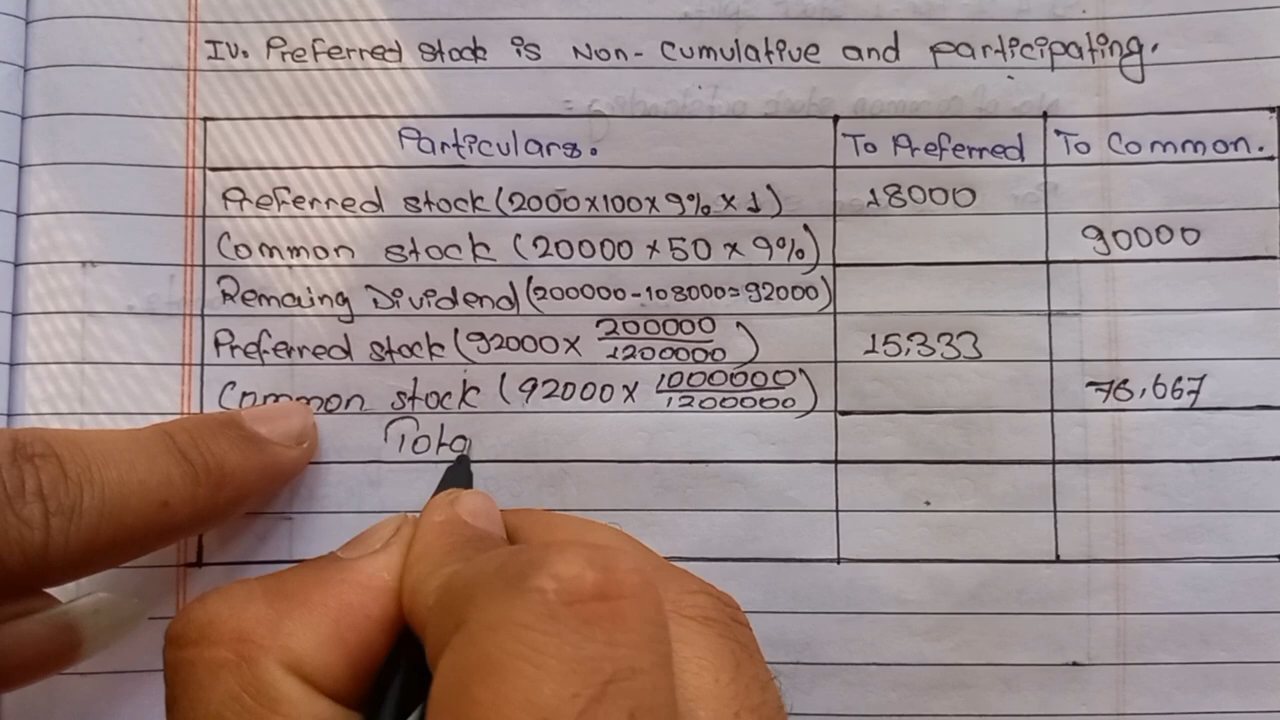 IV. Preferred stock is Non-cumulative and participating.
Particulars. To Preferred To Common.
Preferred stock (2000×100×9%×1) 18000
Common stock (20000×50×9%) 90000
Remaing Dividend (200000-108000=92000)
Preferred stock (92000× 200000/1200000) 15,333
Common stock (92000× 1000000/1200000) 76,667
Tota